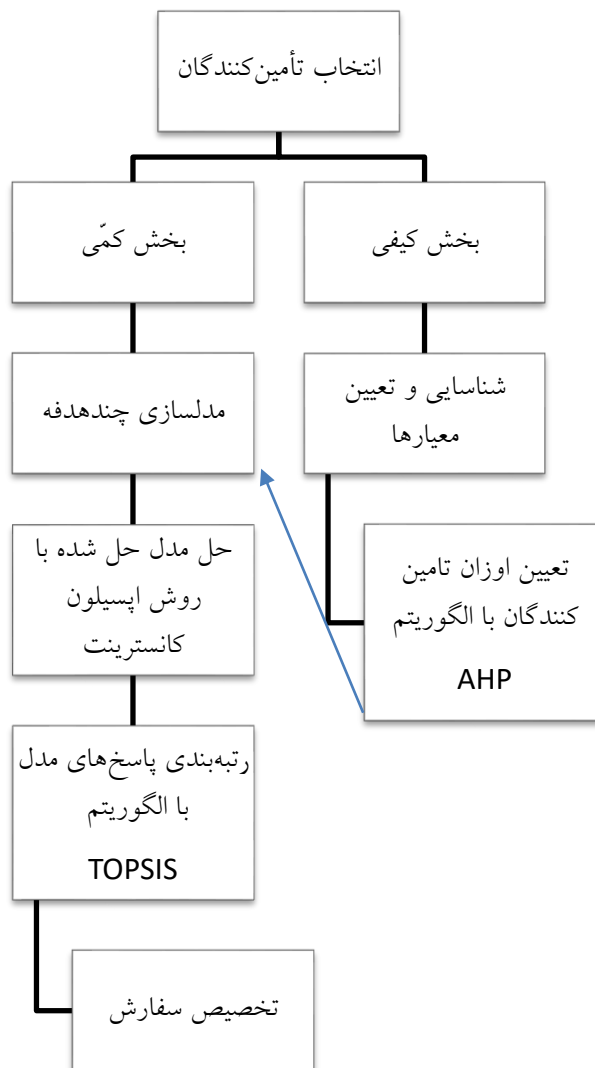 انتخاب تأمین‌کنندگان
بخش کیفی
بخش کمّی
شناسایی و تعیین
معیارها
مدلسازی چندهدفه
تعیین اوزان تامین
کنندگان با الگوریتم
AHP
حل مدل حل شده با
روش اپسیلون
کانسترینت
رتبه‌بندی پاسخ‌های مدل
با الگوریتم
TOPSIS
تخصیص سفارش